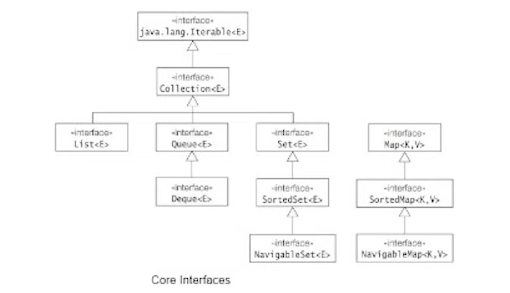 «interface»
java.lang.Iterable<E>
«interface»
Collection<E>
«interface»
List<E>
«interface»
Queue<E>
«interface»
Set<E>
«interface»
Map<K,V>
«interface»
Deque<E>
«interface»
SortedSet<E>
«interface»
SortedMap<K,V>
«interface»
NavigableSet<E>
«interface»
NavigableMap<K,V>
Core Interfaces